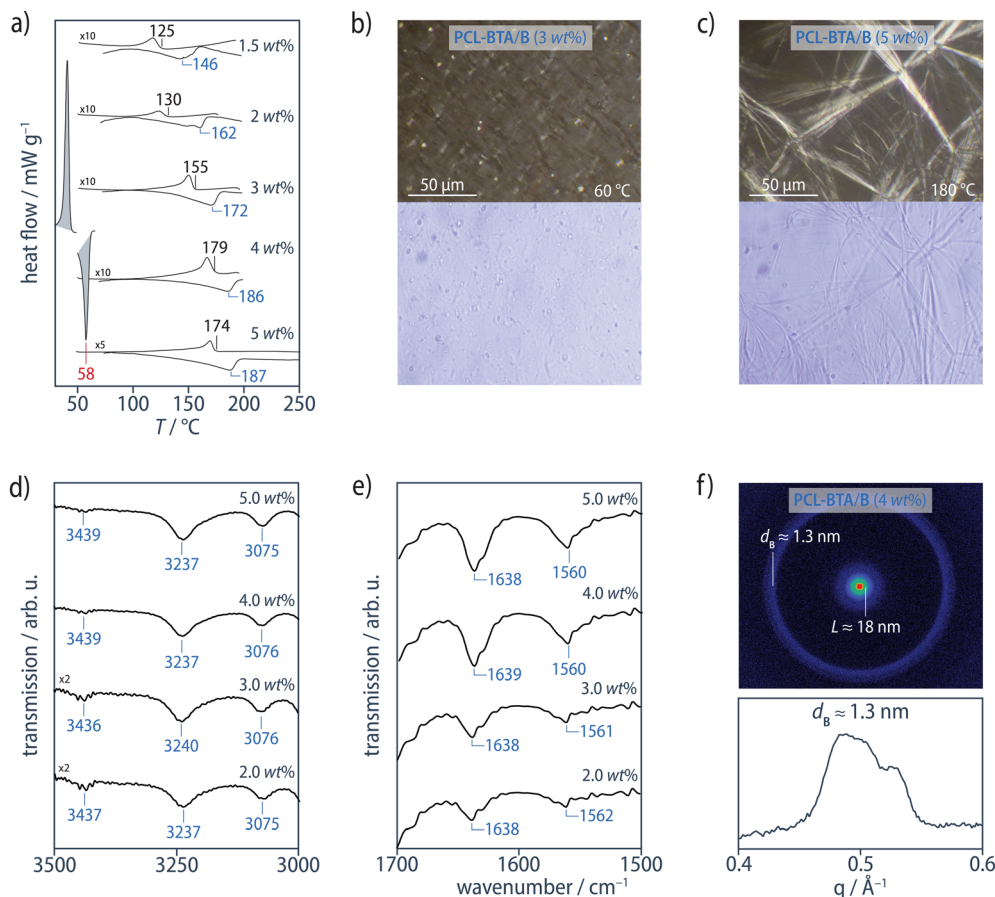 a)
x10
125
1.5 wt%
146
x10
130
2 wt%
162
x10
155
3 wt%
172
179
4 wt%
x10
186
174
5 wt%
x5
58
187
heat flow / mW g⁻¹
50 100 150 200 250
T / °C
b)
PCL-BTA/B (3 wt%)
50 µm
60 °C
c)
PCL-BTA/B (5 wt%)
50 µm
180 °C
d)
5.0 wt%
3439
3237
3075
4.0 wt%
3439
3237
3076
x2
3.0 wt%
3436
3240
3076
x2
2.0 wt%
3437
3237
3075
transmission / arb. u.
3500 3250 3000
e)
5.0 wt%
1638
1560
4.0 wt%
1639
1560
3.0 wt%
1638
1561
2.0 wt%
1638
1562
transmission / arb. u.
1700 1600 1500
wavenumber / cm⁻¹
f)
PCL-BTA/B (4 wt%)
d_B ≈ 1.3 nm
L ≈ 18 nm
d_B ≈ 1.3 nm
0.4 0.5 0.6
q / Å⁻¹